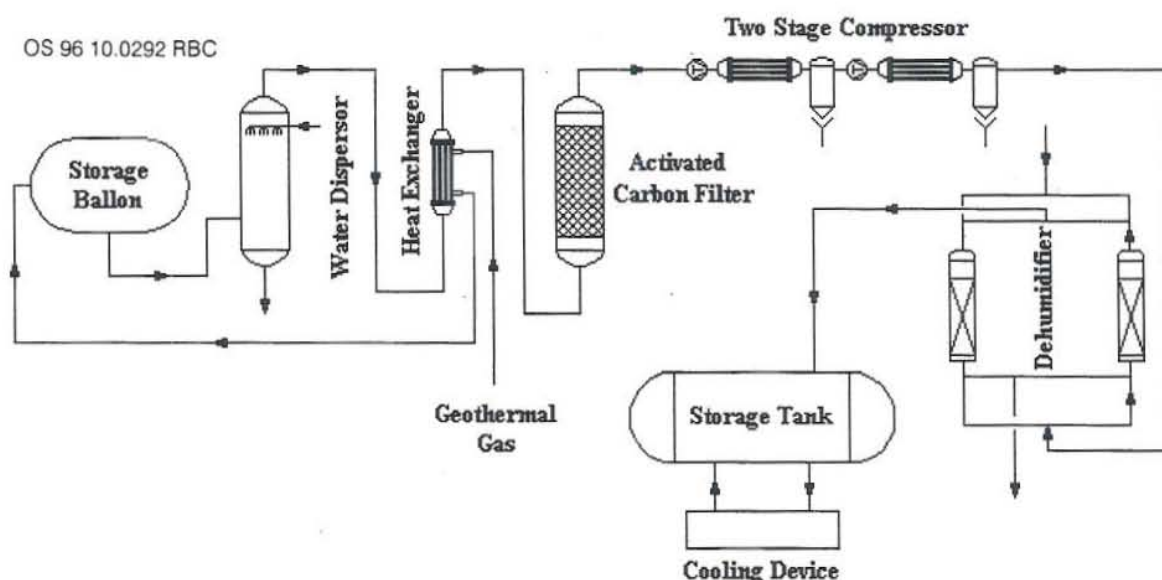 OS 96 10.0292 RBC
Two Stage Compressor
Storage
Ballon
Water Dispersor
Heat Exchanger
Activated
Carbon Filter
Dehumidifier
Geothermal
Gas
Storage Tank
Cooling Device